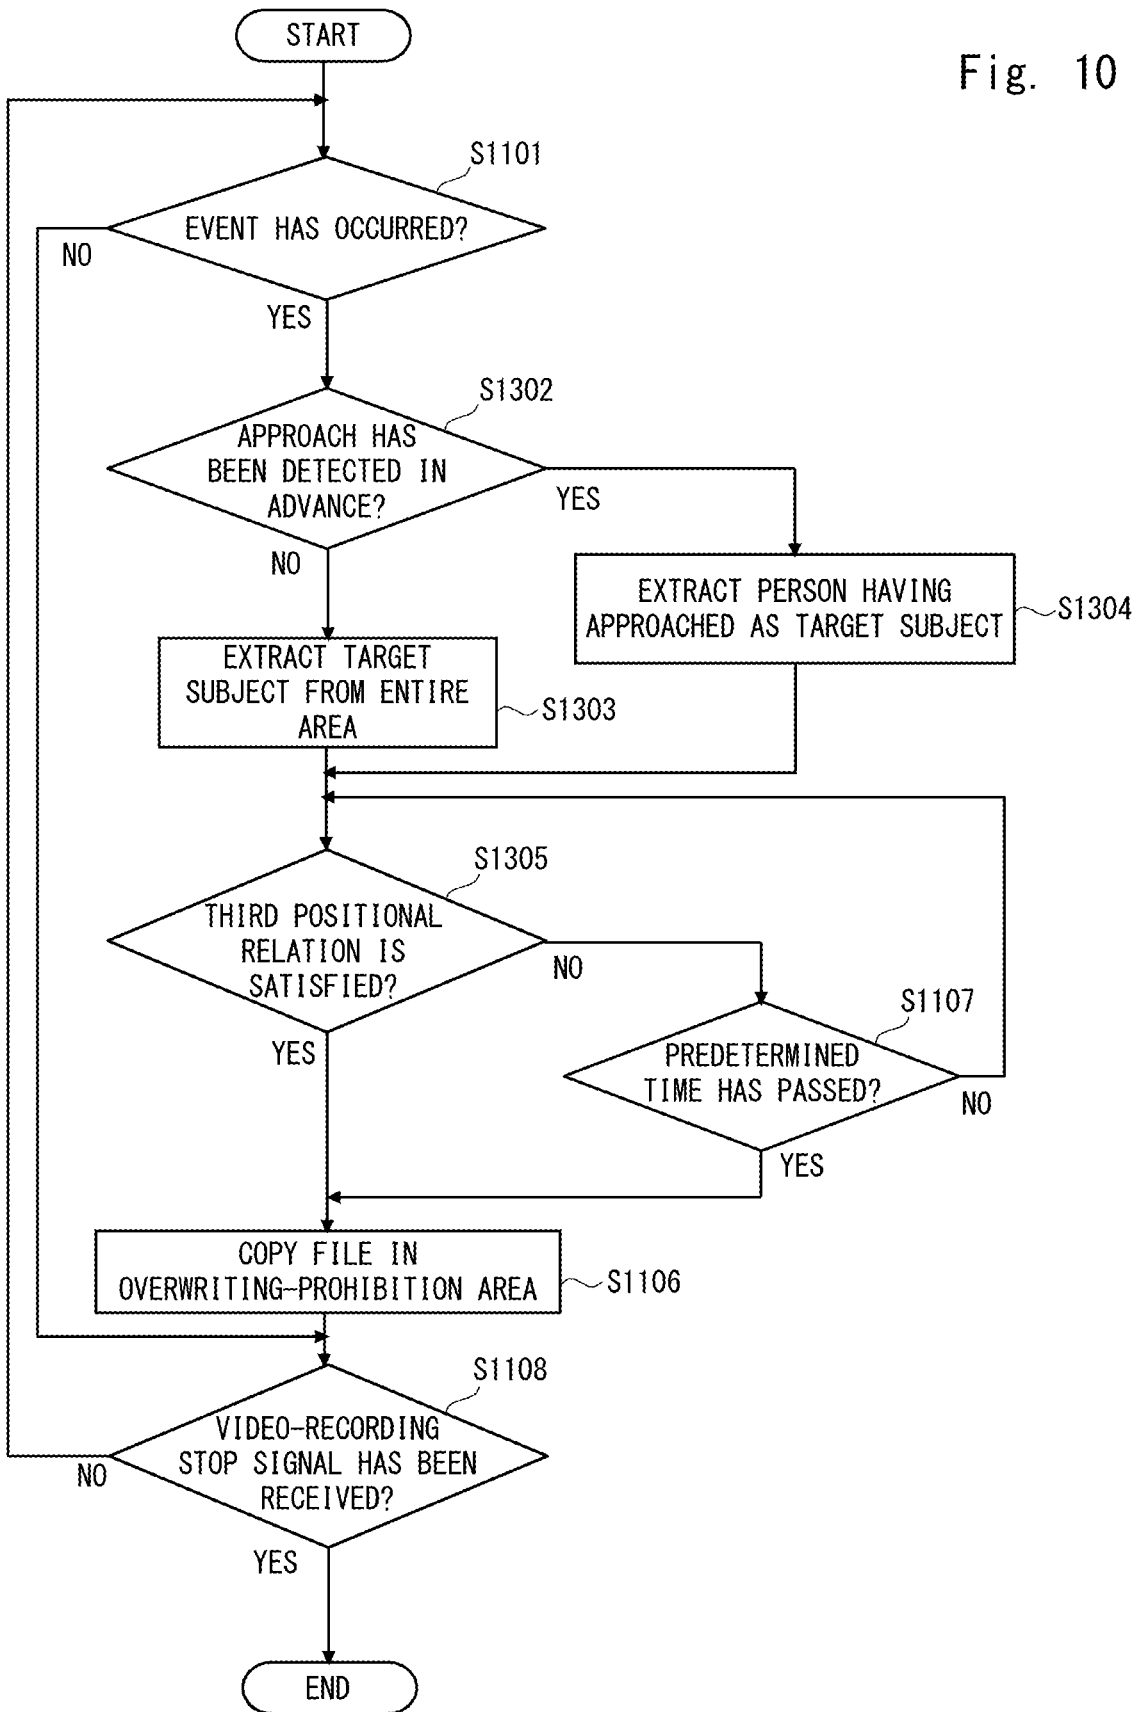 START
Fig. 10
S1101
EVENT HAS OCCURRED?
NO
YES
S1302
APPROACH HAS
BEEN DETECTED IN
ADVANCE?
YES
NO
EXTRACT PERSON HAVING
APPROACHED AS TARGET SUBJECT
S1304
EXTRACT TARGET
SUBJECT FROM ENTIRE
AREA
S1303
S1305
THIRD POSITIONAL
RELATION IS
SATISFIED?
NO
YES
S1107
PREDETERMINED
TIME HAS PASSED?
NO
YES
COPY FILE IN
OVERWRITING-PROHIBITION AREA
S1106
S1108
VIDEO-RECORDING
STOP SIGNAL HAS BEEN
RECEIVED?
NO
YES
END